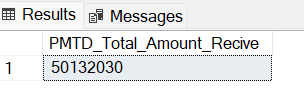 Results Messages
PMTD_Total_Amount_Recive
1 50132030